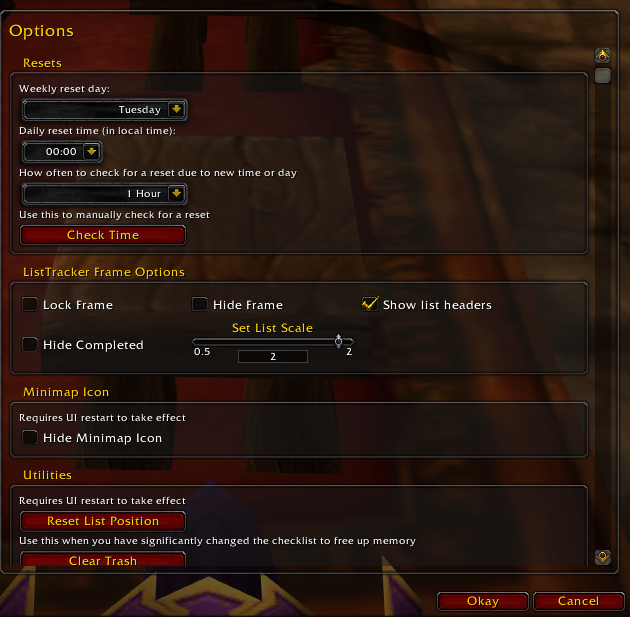 Options
Resets
Weekly reset day:
Tuesday
Daily reset time (in local time):
00:00
How often to check for a reset due to new time or day
1 Hour
Use this to manually check for a reset
Check Time
ListTracker Frame Options
Lock Frame
Hide Frame
Show list headers
Set List Scale
Hide Completed
0.5
2
2
Minimap Icon
Requires UI restart to take effect
Hide Minimap Icon
Utilities
Requires UI restart to take effect
Reset List Position
Use this when you have significantly changed the checklist to free up memory
Clear Trash
Okay
Cancel